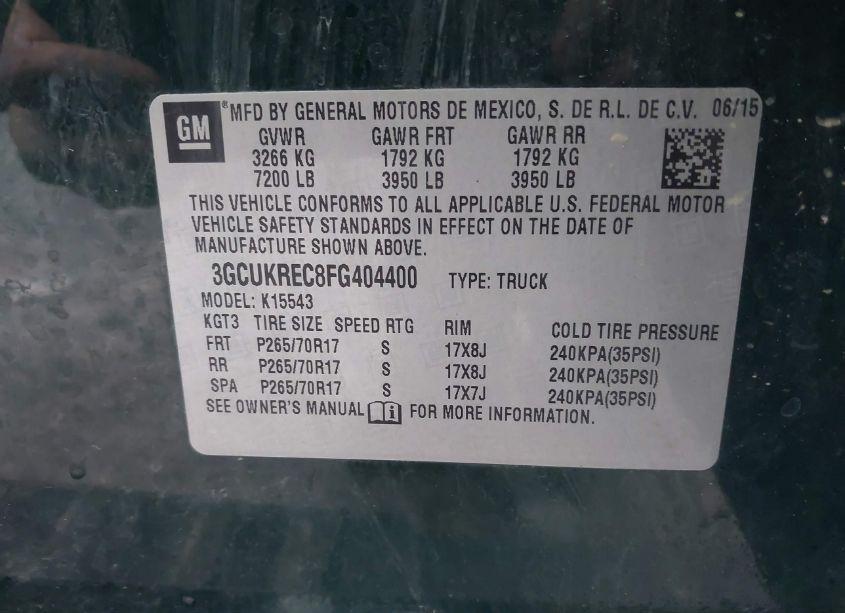 GM ® MFD BY GENERAL MOTORS DE MEXICO, S. DE R.L. DE C.V. 06/15
GVWR GAWR FRT GAWR RR
3266 KG 1792 KG 1792 KG
7200 LB 3950 LB 3950 LB
THIS VEHICLE CONFORMS TO ALL APPLICABLE U.S. FEDERAL MOTOR
VEHICLE SAFETY STANDARDS IN EFFECT ON THE DATE OF
MANUFACTURE SHOWN ABOVE.
3GCUKREC8FG404400 TYPE: TRUCK
MODEL: K15543
KGT3 TIRE SIZE SPEED RTG RIM COLD TIRE PRESSURE
FRT P265/70R17 S 17X8J 240KPA(35PSI)
RR P265/70R17 S 17X8J 240KPA(35PSI)
SPA P265/70R17 S 17X7J 240KPA(35PSI)
SEE OWNER'S MANUAL FOR MORE INFORMATION.